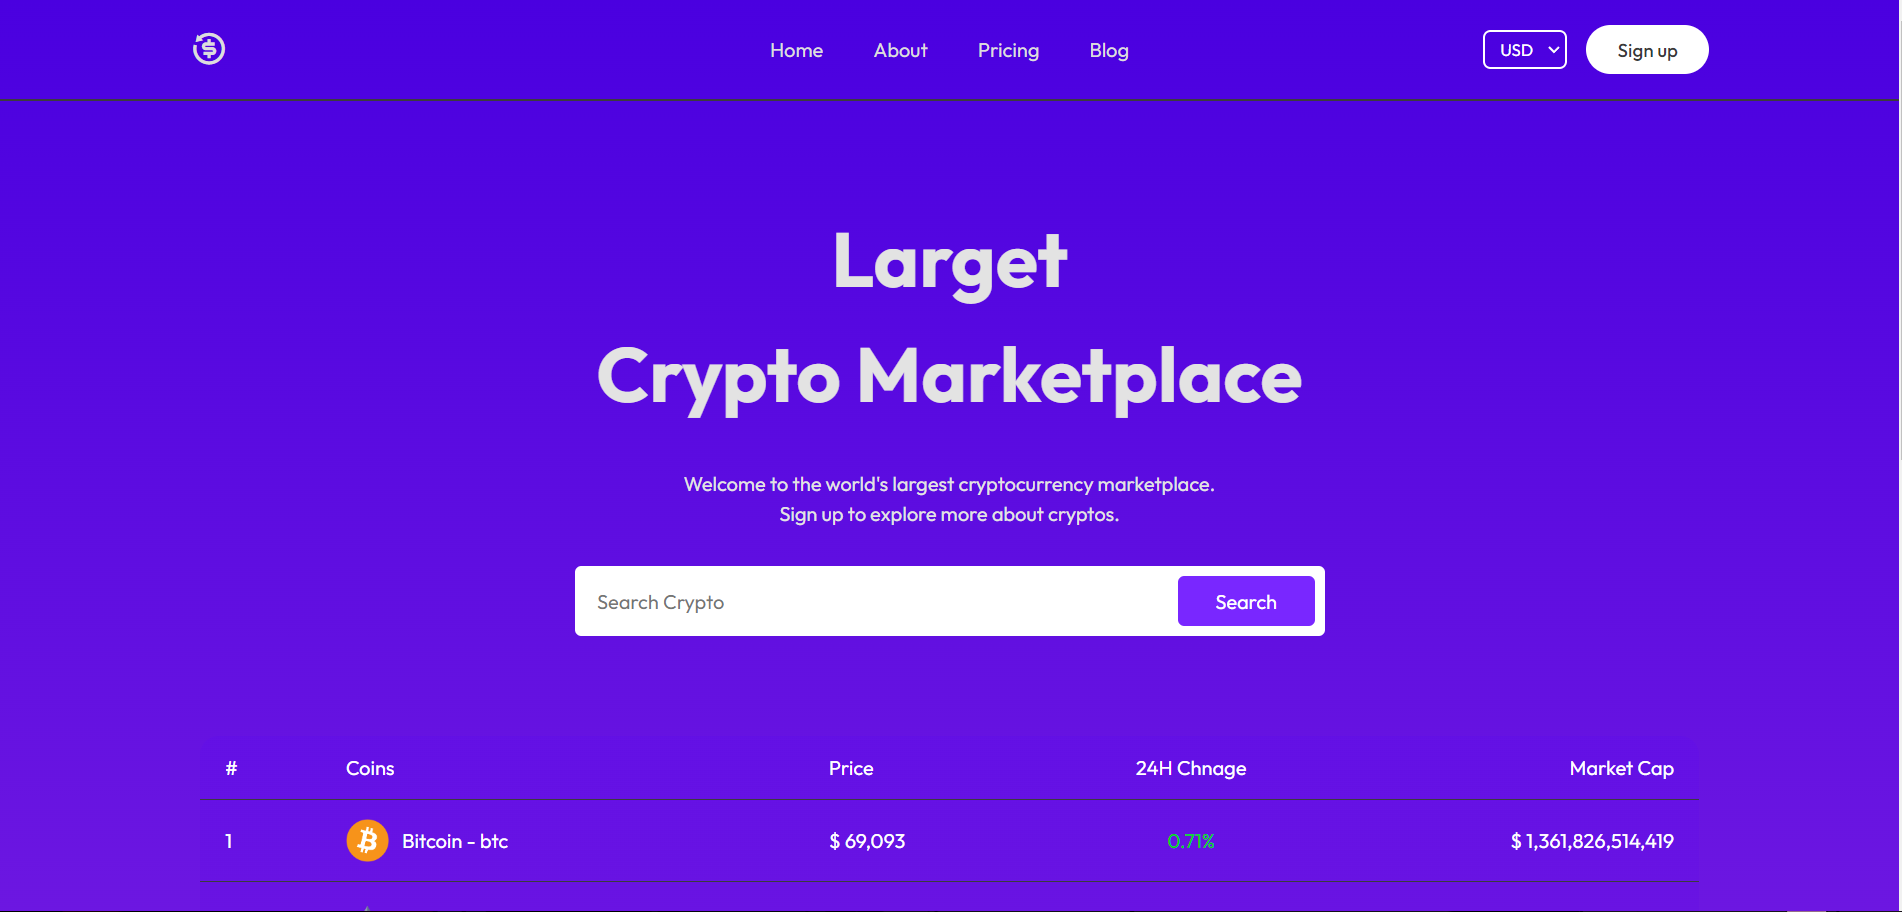 Home About Pricing Blog USD Sign up
Larget
Crypto Marketplace
Welcome to the world's largest cryptocurrency marketplace.
Sign up to explore more about cryptos.
Search Crypto Search
# Coins Price 24H Chnage Market Cap
1 Bitcoin - btc $ 69,093 0.71% $ 1,361,826,514,419